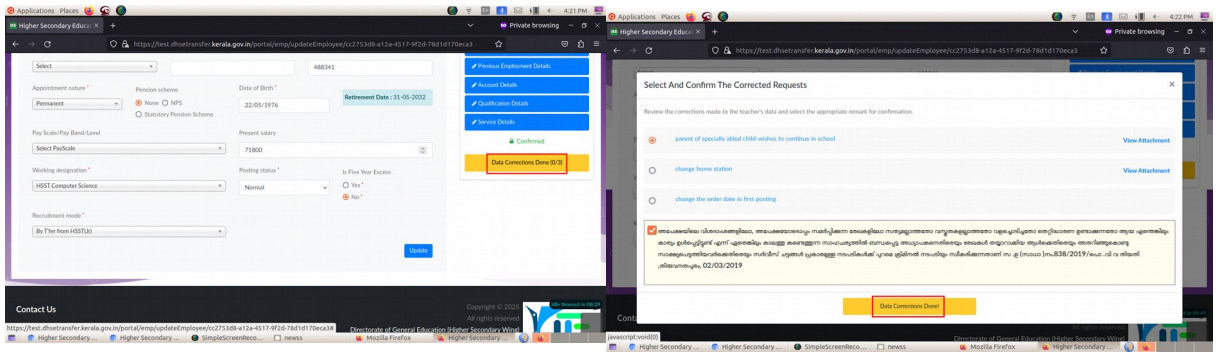 Applications Places 4:21 PM
Higher Secondary Educat × + Private browsing
https://test.dhsetransfer.kerala.gov.in/portal/emp/updateEmployee/cc2753d8-a12a-4517-9f2d-78d1d170eca3
Select 488341 Previous Employment Details
Appointment nature * Pension scheme Date of Birth * Account Details
Permanent None NPS 22/05/1976 Retirement Date : 31-05-2032 Qualification Details
Statutory Pension Scheme Service Details
Pay Scale/Pay Band/Level Present salary Confirmed
Select PayScale 71800 Data Corrections Done (0/3)
Working designation * Posting status * Is Five Year Excess
HSST Computer Science Normal Yes *
No *
Recruitment mode *
By T'fer from HSST(Jr)
Update
Contact Us Copyright © 2025 Idle timeout in 08:29
All rights reserved
https://test.dhsetransfer.kerala.gov.in/portal/emp/updateEmployee/cc2753d8-a12a-4517-9f2d-78d1d170eca3# Directorate of General Education (Higher Secondary Wing)
Higher Secondary ... Higher Secondary ... SimpleScreenReco... newss Mozilla Firefox Higher Secondary ...
Applications Places 4:22 PM
Higher Secondary Educat × + Private browsing
https://test.dhsetransfer.kerala.gov.in/portal/emp/updateEmployee/cc2753d8-a12a-4517-9f2d-78d1d170eca3
Select And Confirm The Corrected Requests ×
Review the corrections made to the teacher's data and select the appropriate remark for confirmation.
parent of specially abled child-wishes to continue in school View Attachment
change home station View Attachment
change the order date in first posting
അപേക്ഷയിലെ വിശദാംശങ്ങളിലോ, അപേക്ഷയോടൊപ്പം സമർപ്പിക്കുന്ന രേഖകളിലോ സത്യമല്ലാത്തതോ വസ്തുതകളല്ലാത്തതോ വളച്ചൊടിച്ചതോ തെറ്റിദ്ധാരണ ഉണ്ടാക്കുന്നതോ ആയ എന്തെങ്കിലും
കാര്യം ഉൾപ്പെട്ടിട്ടുണ്ട് എന്ന് ഏതെങ്കിലും കാലത്തു കണ്ടെത്തുന്ന സാഹചര്യത്തിൽ ബന്ധപ്പെട്ട അധ്യാപകനെതിരെയും രേഖകൾ തയ്യാറാക്കിയ ആൾക്കെതിരെയും അതറിഞ്ഞുകൊണ്ടു
സാക്ഷ്യപ്പെടുത്തിയവർക്കെതിരെയും സർവീസ് ചട്ടങ്ങൾ പ്രകാരമുള്ള നടപടികൾക്ക് പുറമെ ക്രിമിനൽ നടപടിയും സ്വീകരിക്കുന്നതാണ് സ .ഉ (സാധാ )നം.838/2019/പൊ .വി വ തിയതി
,തിരുവനന്തപുരം, 02/03/2019
Data Corrections Done!
All rights reserved
javascript:void(0) Directorate of General Education (Higher Secondary Wing)
Higher Secondary ... Higher Secondary ... SimpleScreenReco... newss Mozilla Firefox Higher Secondary ...